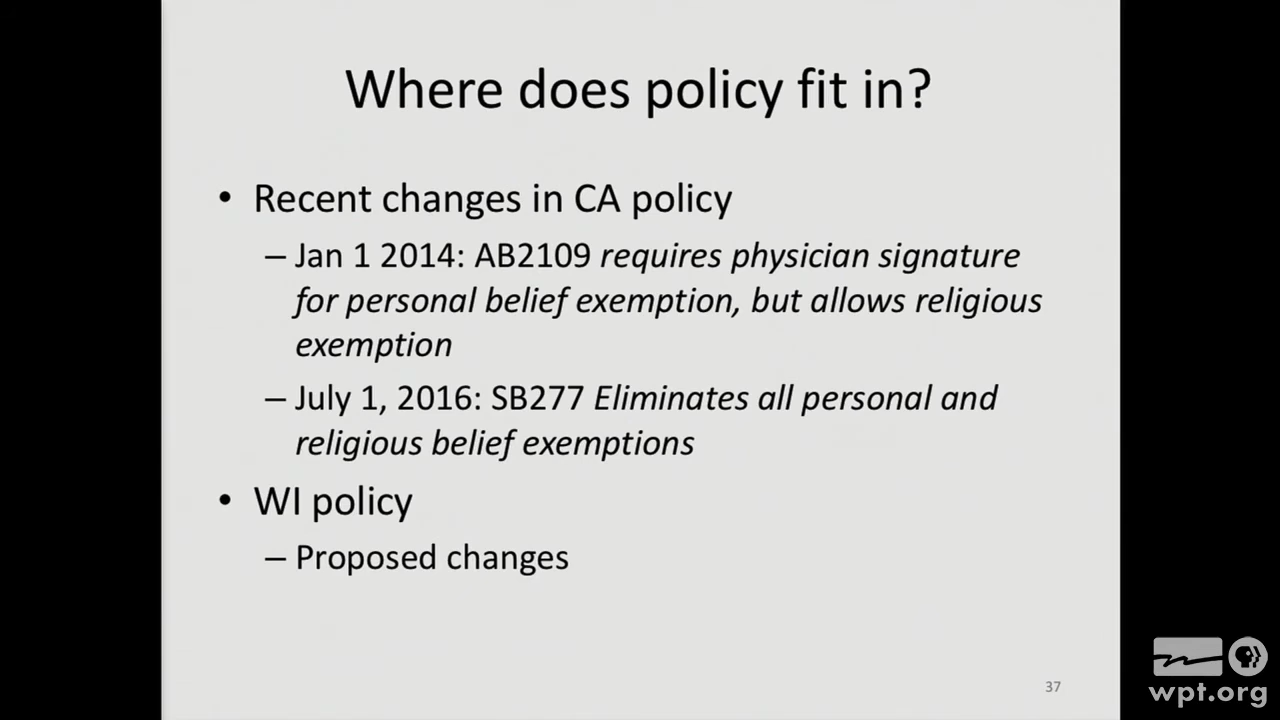 Where does policy fit in?
• Recent changes in CA policy
– Jan 1 2014: AB2109 requires physician signature
for personal belief exemption, but allows religious
exemption
– July 1, 2016: SB277 Eliminates all personal and
religious belief exemptions
• WI policy
– Proposed changes
37
wpt.org